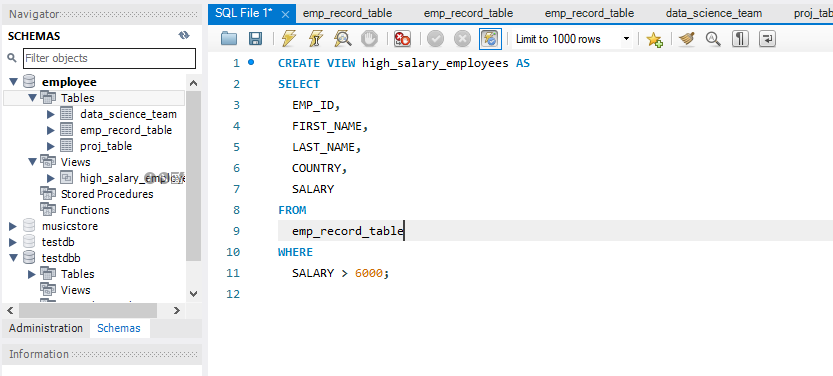 Navigator
SQL File 1* × emp_record_table emp_record_table emp_record_table data_science_team proj_tab
SCHEMAS
Filter objects
Limit to 1000 rows
employee
Tables
data_science_team
emp_record_table
proj_table
Views
high_salary_employe
Stored Procedures
Functions
musicstore
testdb
testdbb
Tables
Views
Administration Schemas
Information
1 CREATE VIEW high_salary_employees AS
2 SELECT
3 EMP_ID,
4 FIRST_NAME,
5 LAST_NAME,
6 COUNTRY,
7 SALARY
8 FROM
9 emp_record_table
10 WHERE
11 SALARY > 6000;
12